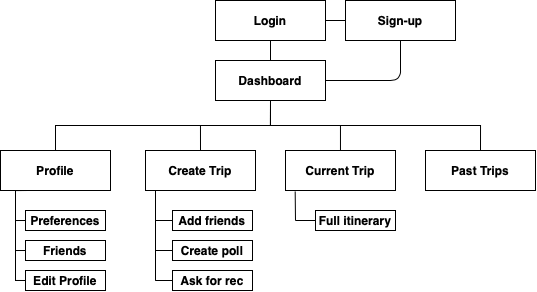 Login
Sign-up
Dashboard
Profile
Create Trip
Current Trip
Past Trips
Preferences
Add friends
Full itinerary
Friends
Create poll
Edit Profile
Ask for rec